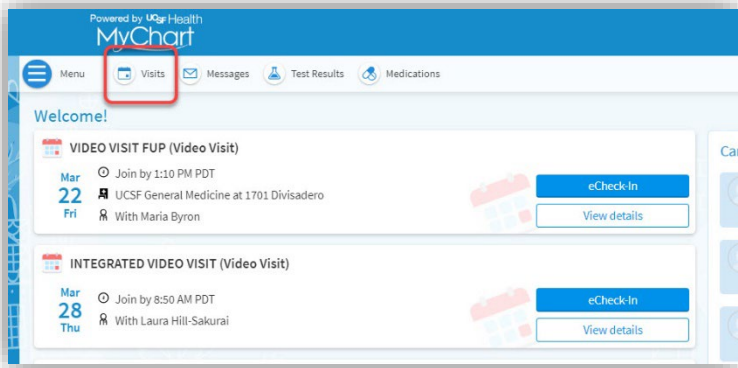 Powered by UCSF Health
MyChart
Menu Visits Messages Test Results Medications
Welcome!
VIDEO VISIT FUP (Video Visit)
Mar
22
Fri
Join by 1:10 PM PDT
UCSF General Medicine at 1701 Divisadero
With Maria Byron
eCheck-In
View details
INTEGRATED VIDEO VISIT (Video Visit)
Mar
28
Thu
Join by 8:50 AM PDT
With Laura Hill-Sakurai
eCheck-In
View details